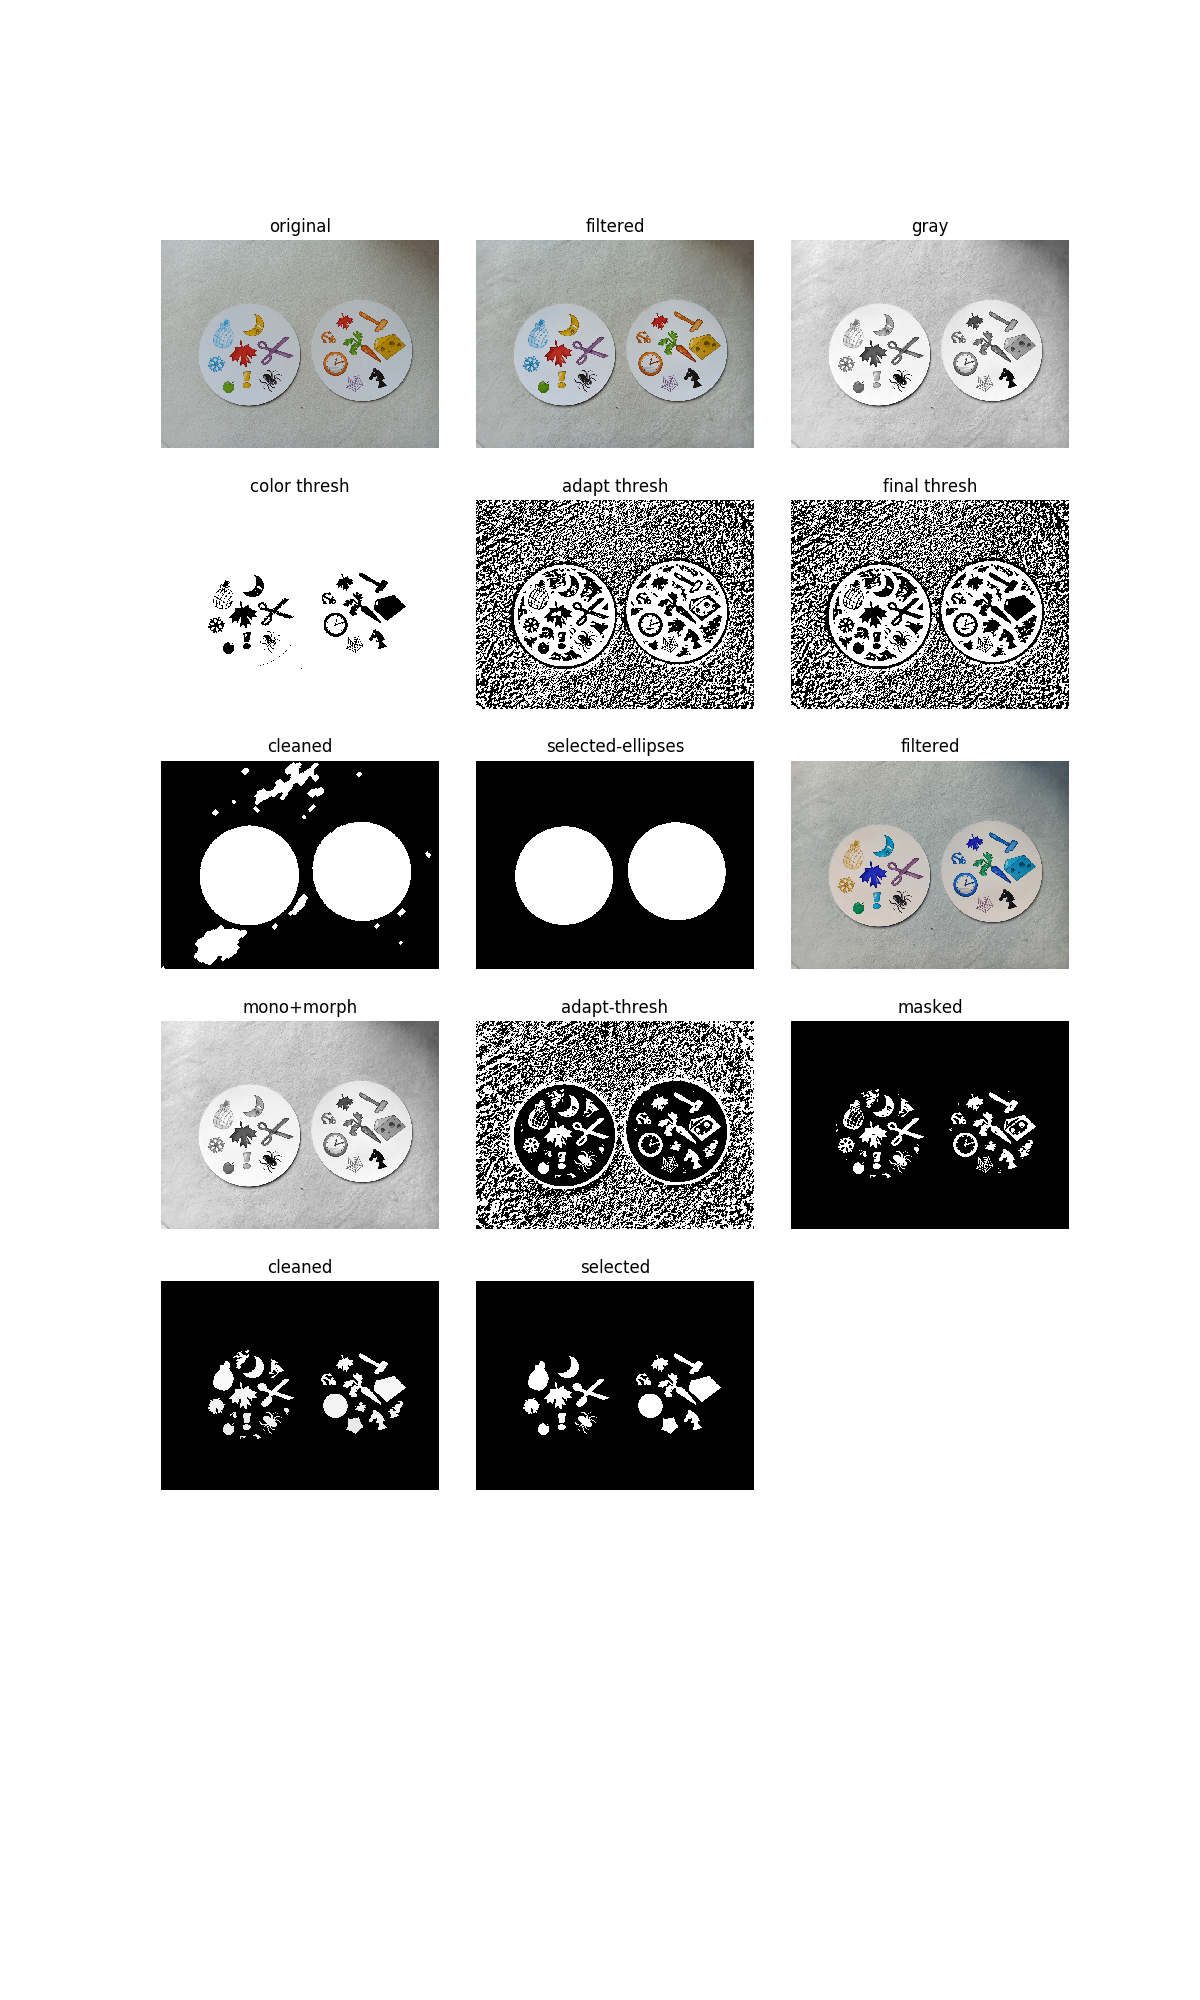 original
filtered
gray
color thresh
adapt thresh
final thresh
cleaned
selected-ellipses
filtered
mono+morph
adapt-thresh
masked
cleaned
selected